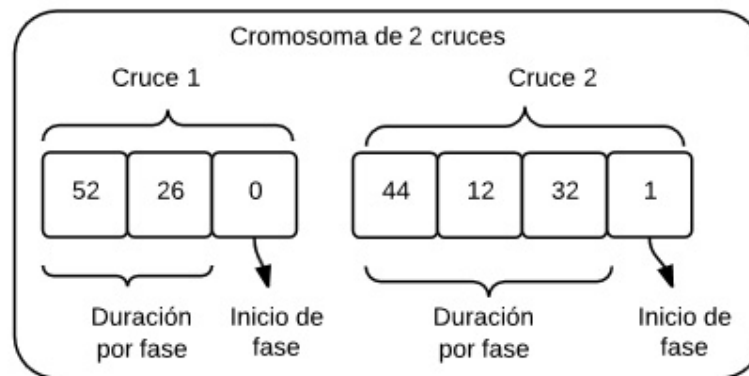 Cromosoma de 2 cruces
Cruce 1
Cruce 2
52 26 0
44 12 32 1
Duración
por fase
Inicio de
fase
Duración
por fase
Inicio de
fase